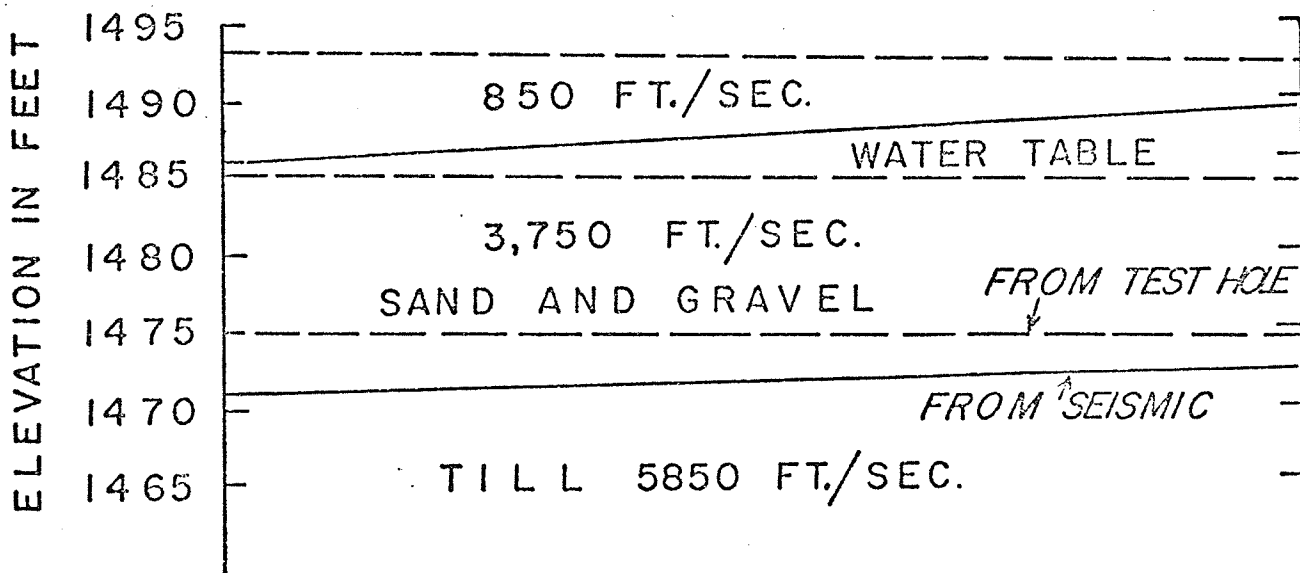 ELEVATION IN FEET
1495
1490
1485
1480
1475
1470
1465
850 FT./SEC.
WATER TABLE
3,750 FT./SEC.
SAND AND GRAVEL
FROM TEST HOLE
FROM SEISMIC
TILL 5850 FT./SEC.